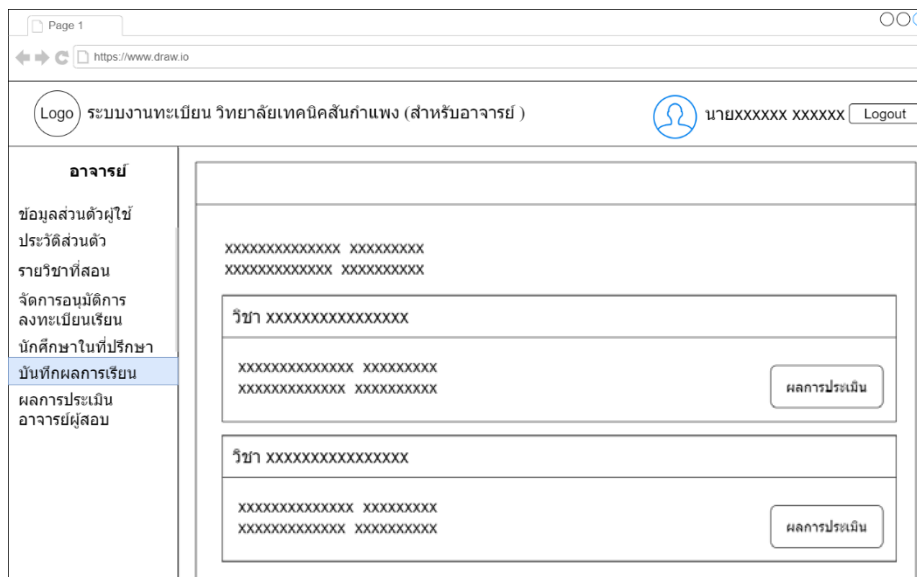 Page 1
https://www.draw.io
Logo ระบบงานทะเบียน วิทยาลัยเทคนิคสันกำแพง (สำหรับอาจารย์ )
นายxxxxxx xxxxxx Logout
อาจารย์
ข้อมูลส่วนตัวผู้ใช้
ประวัติส่วนตัว
รายวิชาที่สอน
จัดการอนุมัติการ
ลงทะเบียนเรียน
นักศึกษาในที่ปรึกษา
บันทึกผลการเรียน
ผลการประเมิน
อาจารย์ผู้สอบ
xxxxxxxxxxxxxx xxxxxxxxx
xxxxxxxxxxxxx xxxxxxxxxx
วิชา xxxxxxxxxxxxxxxx
xxxxxxxxxxxxxx xxxxxxxxx
xxxxxxxxxxxxx xxxxxxxxxx
ผลการประเมิน
วิชา xxxxxxxxxxxxxxxx
xxxxxxxxxxxxxx xxxxxxxxx
xxxxxxxxxxxxx xxxxxxxxxx
ผลการประเมิน